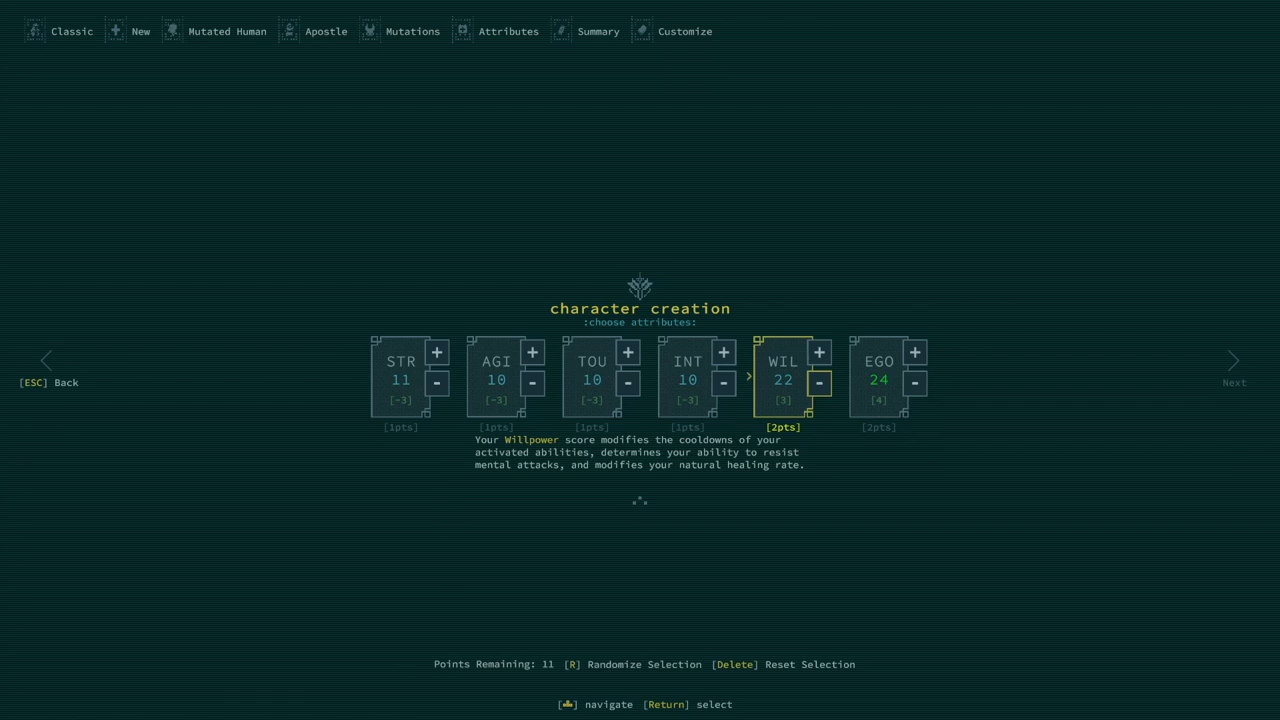 Classic New Mutated Human Apostle Mutations Attributes Summary Customize
character creation
:choose attributes:
STR + AGI + TOU + INT + WIL + EGO +
11 - 10 - 10 - 10 - 22 - 24 -
[-3] [-3] [-3] [-3] [3] [4]
[1pts] [1pts] [1pts] [1pts] [2pts] [2pts]
[ESC] Back
Next
Your Willpower score modifies the cooldowns of your
activated abilities, determines your ability to resist
mental attacks, and modifies your natural healing rate.
Points Remaining: 11 [R] Randomize Selection [Delete] Reset Selection
navigate [Return] select